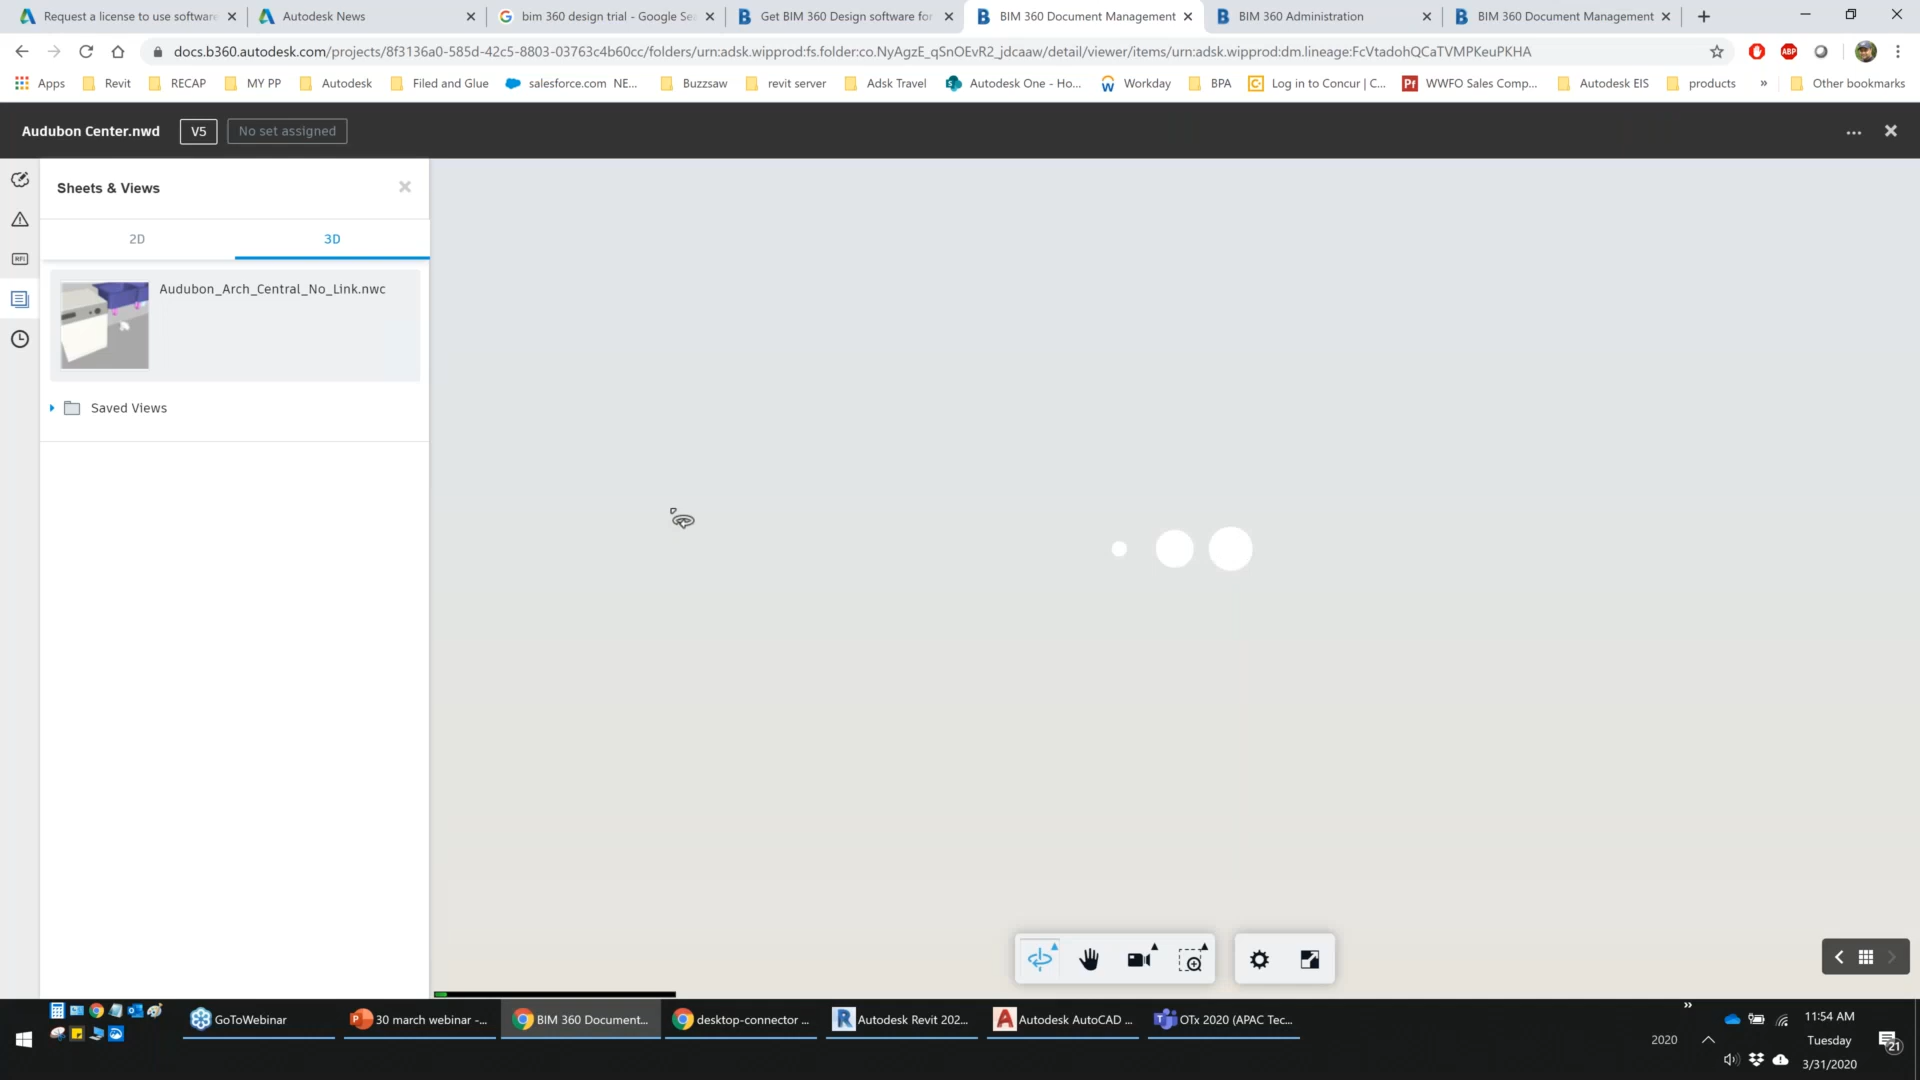 Request a license to use software
Autodesk News
bim 360 design trial - Google Se
Get BIM 360 Design software for
BIM 360 Document Management
BIM 360 Administration
BIM 360 Document Management
docs.b360.autodesk.com/projects/8f3136a0-585d-42c5-8803-03763c4b60cc/folders/urn:adsk.wipprod:fs.folder:co.NyAgzE_qSnOEvR2_jdcaaw/detail/viewer/items/urn:adsk.wipprod:dm.lineage:FcVtadohQCaTVMPKeuPKHA
ABP
Apps
Revit
RECAP
MY PP
Autodesk
Filed and Glue
salesforce.com NE...
Buzzsaw
revit server
Adsk Travel
Autodesk One - Ho...
Workday
BPA
Log in to Concur | C...
WWFO Sales Comp...
Autodesk EIS
products
»
Other bookmarks
Audubon Center.nwd
V5
No set assigned
Sheets & Views
RFI
2D
3D
Audubon_Arch_Central_No_Link.nwc
Saved Views
GoToWebinar
30 march webinar -...
BIM 360 Document...
desktop-connector ...
Autodesk Revit 202...
Autodesk AutoCAD ...
OTx 2020 (APAC Tec...
»
2020
11:54 AM
Tuesday
3/31/2020
21